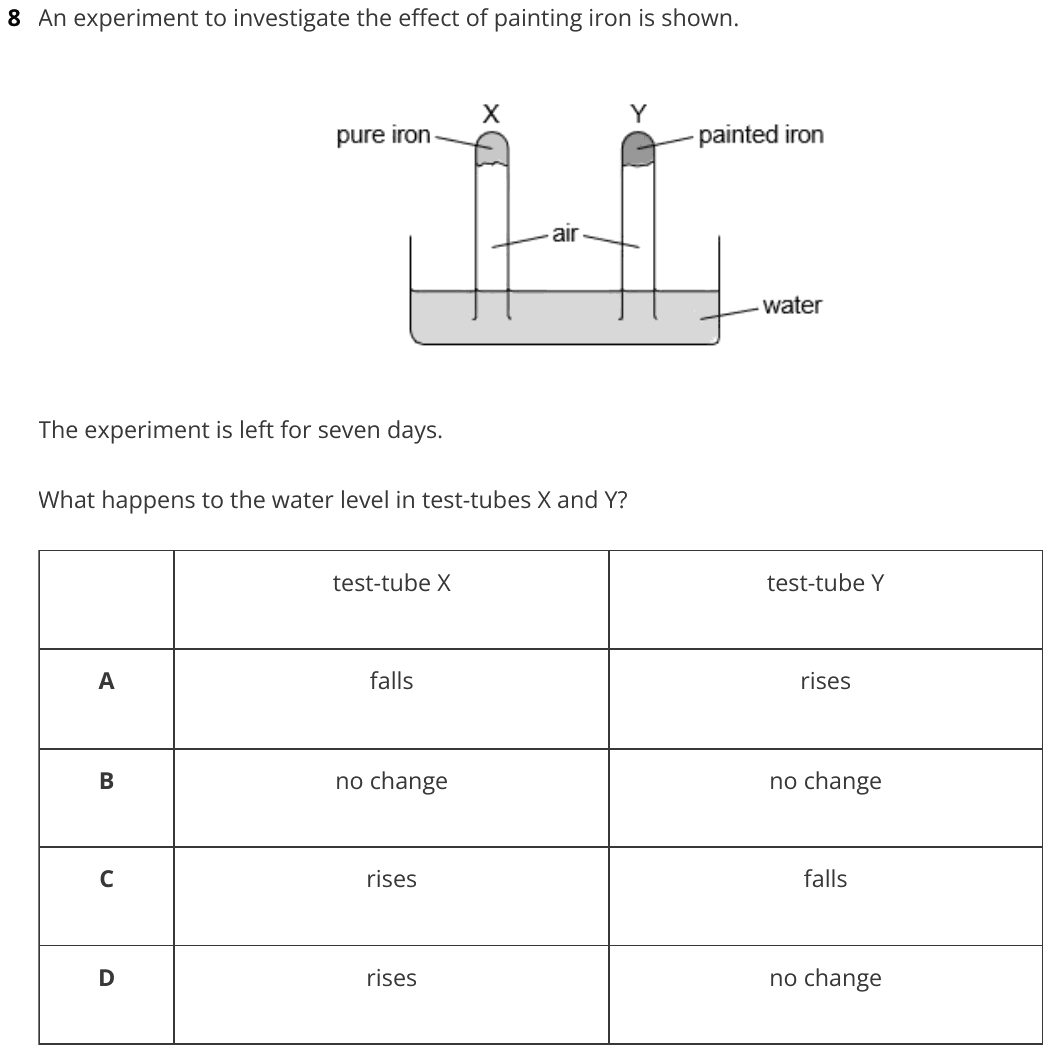 8 An experiment to investigate the effect of painting iron is shown.
X Y
pure iron painted iron
air
water
The experiment is left for seven days.
What happens to the water level in test-tubes X and Y?
test-tube X test-tube Y
A falls rises
B no change no change
C rises falls
D rises no change